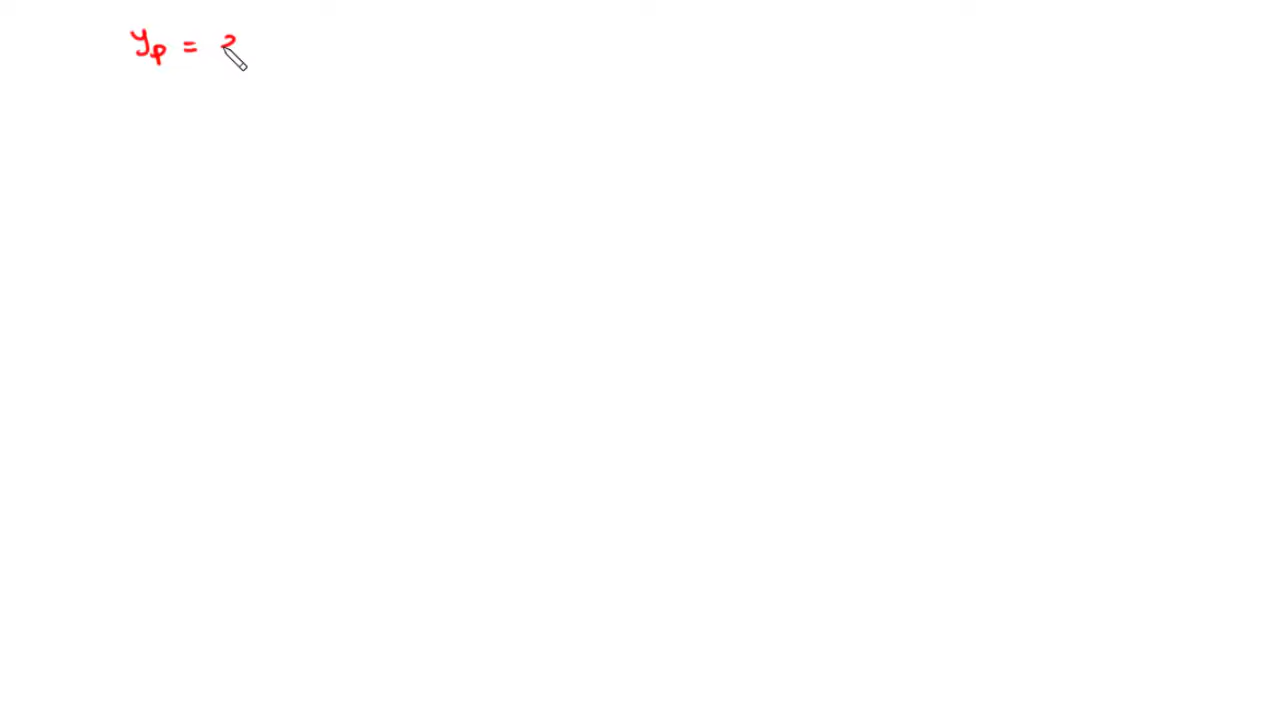 yₚ =